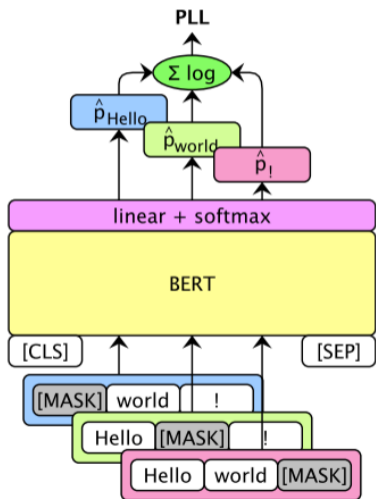 PLL
Σ log
p̂Hello
p̂world
p̂!
linear + softmax
BERT
[CLS] [SEP]
[MASK] world !
Hello [MASK] !
Hello world [MASK]